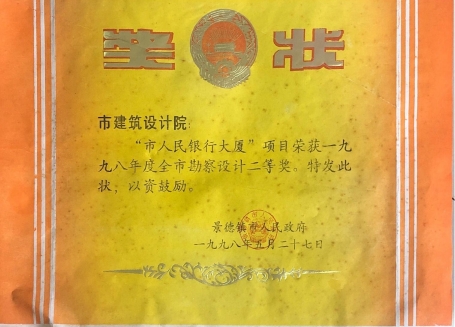 奖 状
市建筑设计院:
“市人民银行大厦”项目荣获一九
九八年度全市勘察设计二等奖。特发此
状,以资鼓励。
景德镇市人民政府
一九九八年五月二十七日